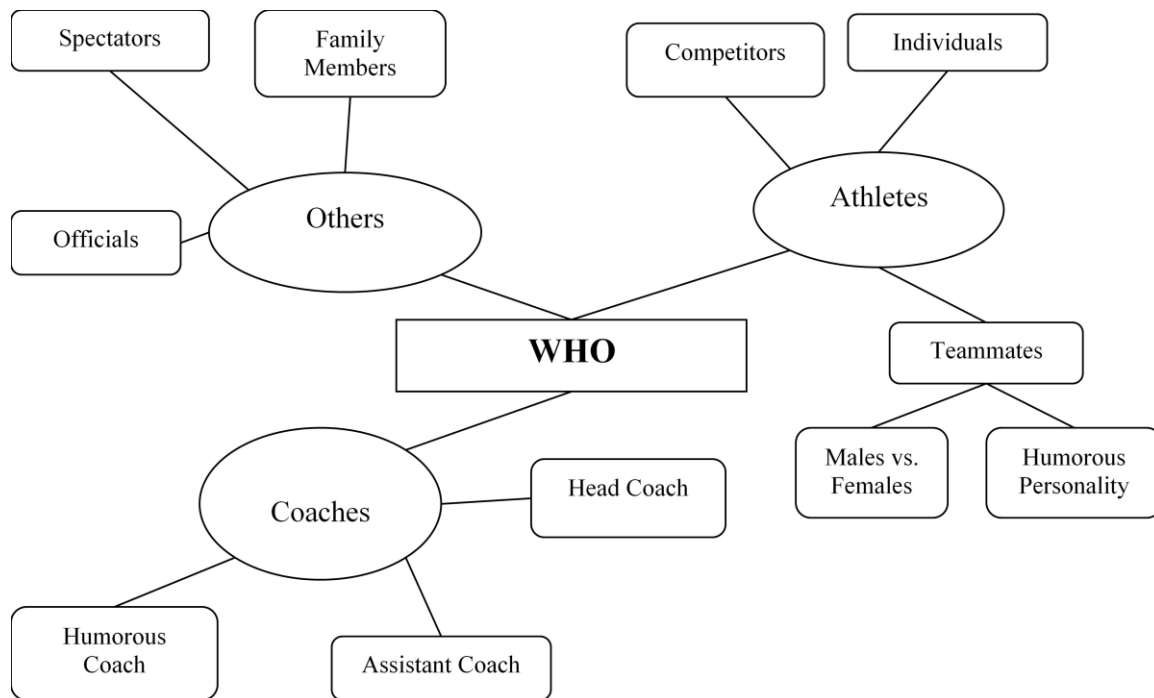 Spectators
Family
Members
Competitors
Individuals
Officials
Others
Athletes
WHO
Teammates
Males vs.
Females
Humorous
Personality
Coaches
Head Coach
Humorous
Coach
Assistant Coach